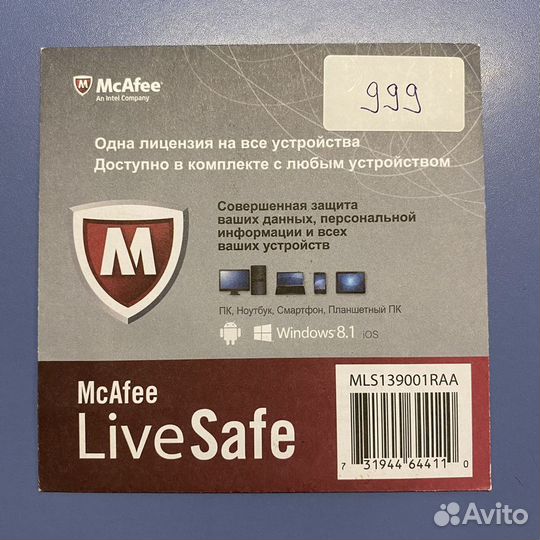 McAfee
An Intel Company
999
Одна лицензия на все устройства
Доступно в комплекте с любым устройством
Совершенная защита
ваших данных, персональной
информации и всех
ваших устройств
M
ПК, Ноутбук, Смартфон, Планшетный ПК
Windows 8.1 iOS
McAfee
LiveSafe
MLS139001RAA
7 31944 64411 0
Avito